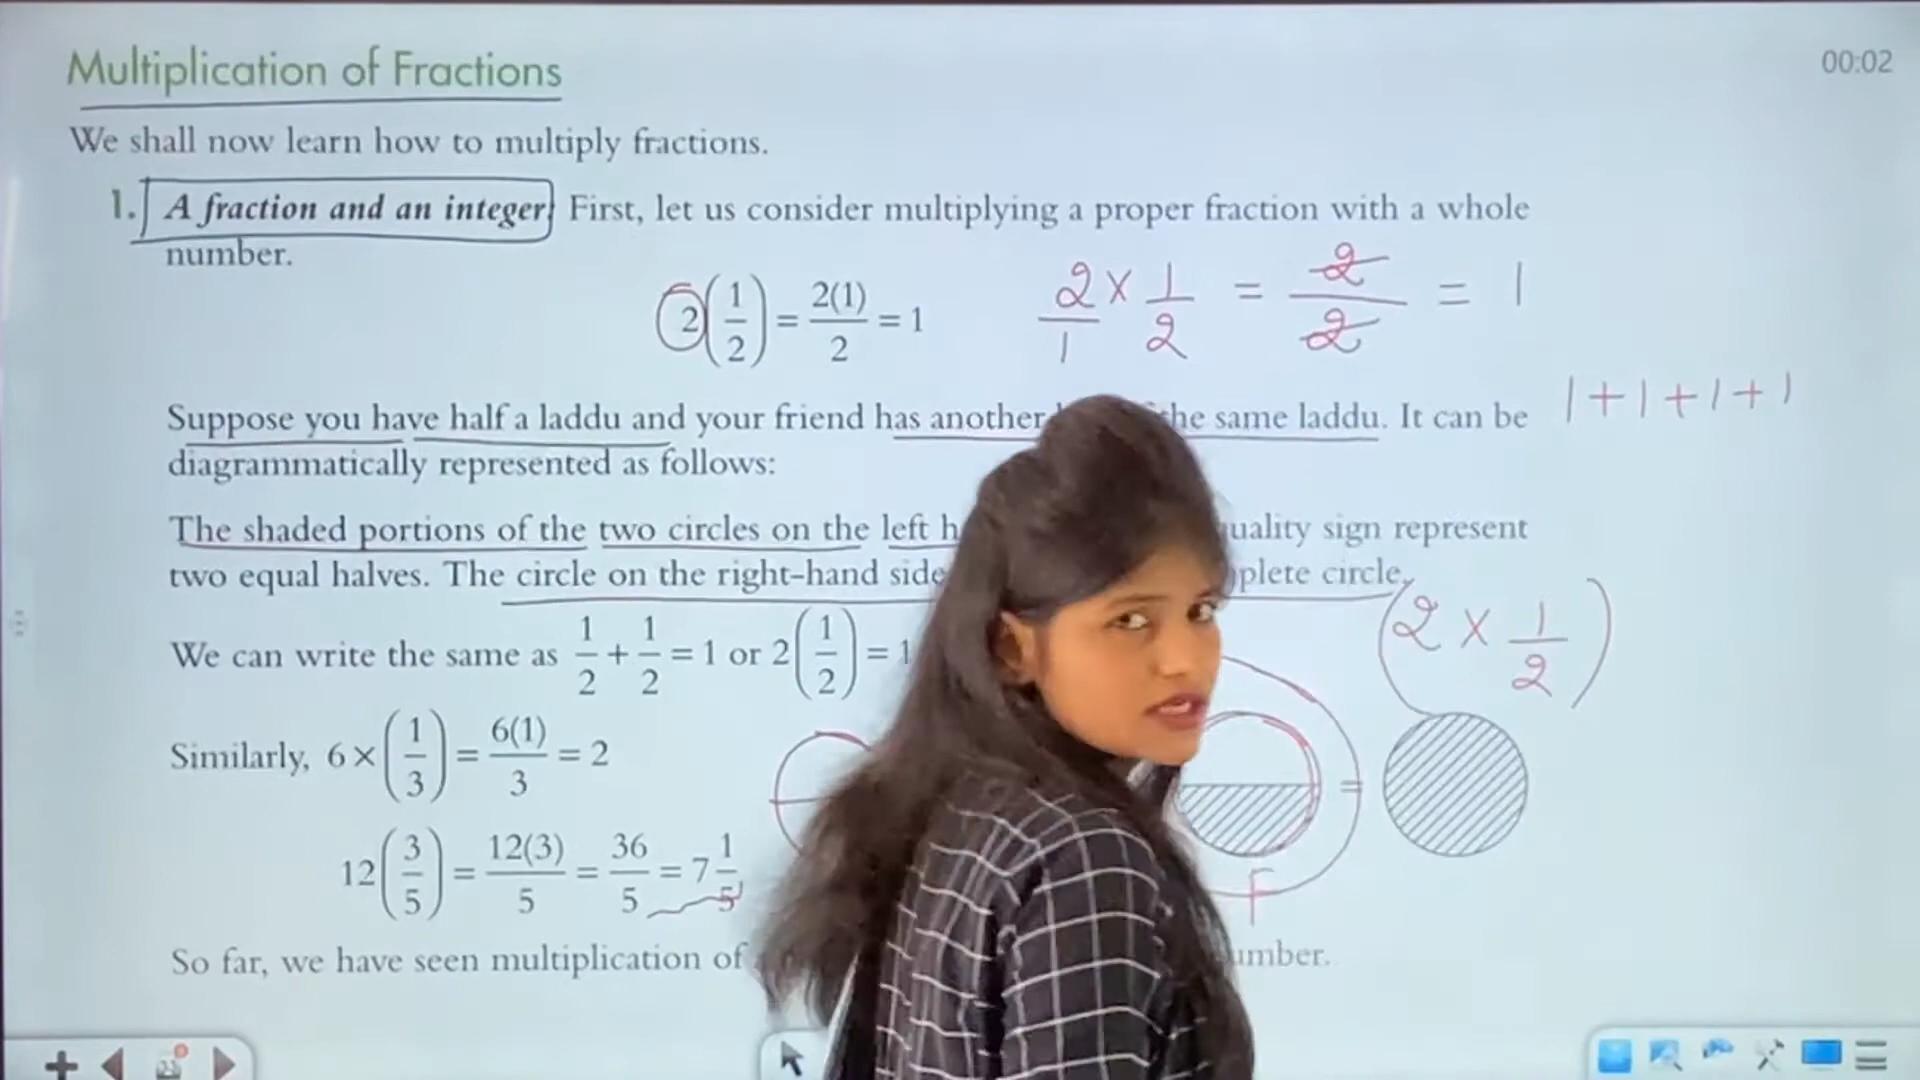 Multiplication of Fractions
00:02
We shall now learn how to multiply fractions.
1. A fraction and an integer First, let us consider multiplying a proper fraction with a whole
number.
2(1/2) = 2(1)/2 = 1
2/1 × 1/2 = 2/2 = 1
1+1+1+1
Suppose you have half a laddu and your friend has another the same laddu. It can be
diagrammatically represented as follows:
The shaded portions of the two circles on the left sign represent
two equal halves. The circle on the right-hand side circle.
(2 × 1/2)
We can write the same as 1/2 + 1/2 = 1 or 2(1/2) = 1
Similarly, 6×(1/3) = 6(1)/3 = 2
=
12(3/5) = 12(3)/5 = 36/5 = 7 1/5
F
So far, we have seen multiplication of